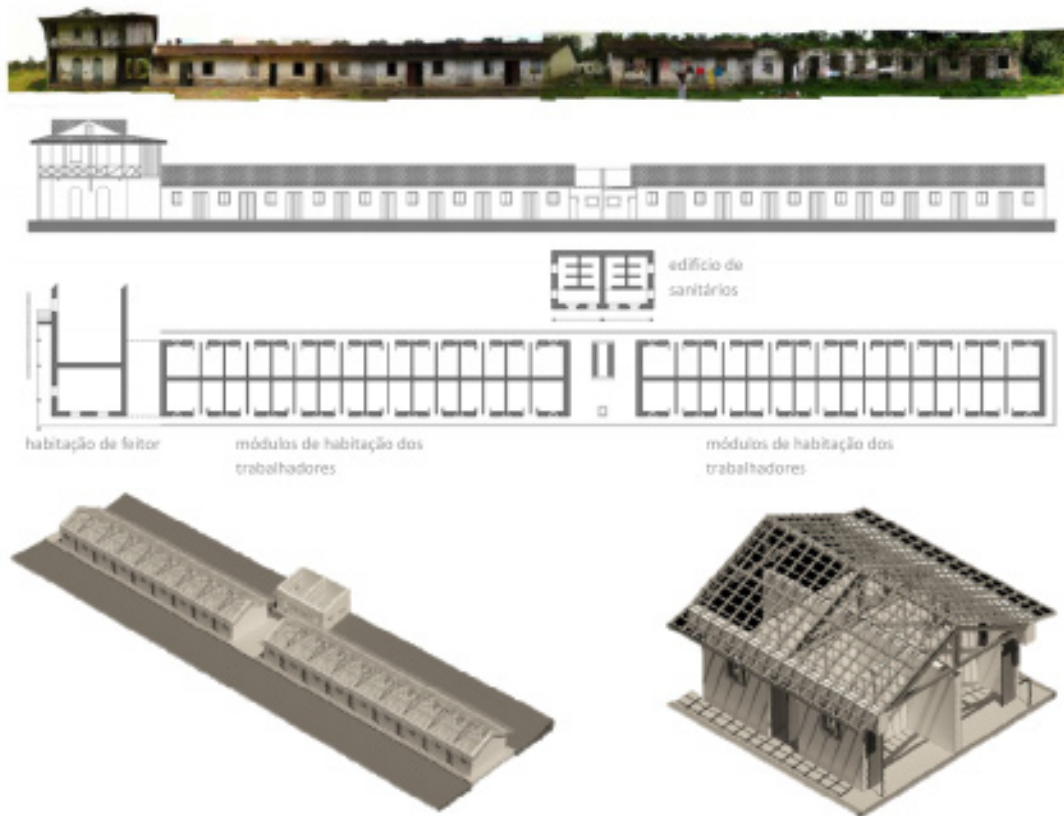 edifício de
sanitários
habitação de feitor
módulos de habitação dos
trabalhadores
módulos de habitação dos
trabalhadores